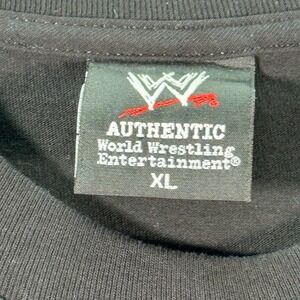 W
AUTHENTIC
World Wrestling
Entertainment®
XL